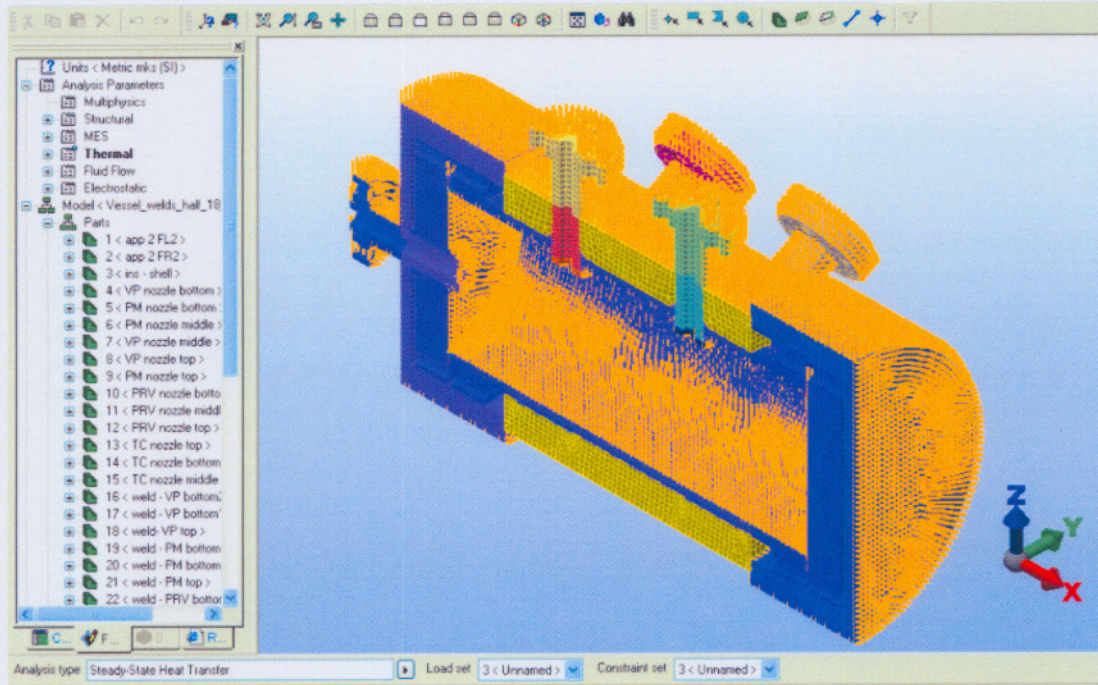 Units < Metric mks (SI) >
Analysis Parameters
Multiphysics
Structural
MES
Thermal
Fluid Flow
Electrostatic
Model < Vessel_welds_half_18
Parts
1 < app 2 FL2 >
2 < app 2 FR2 >
3 < ins - shell >
4 < VP nozzle bottom >
5 < PM nozzle bottom
6 < PM nozzle middle >
7 < VP nozzle middle >
8 < VP nozzle top >
9 < PM nozzle top >
10 < PRV nozzle botto
11 < PRV nozzle middl
12 < PRV nozzle top >
13 < TC nozzle top >
14 < TC nozzle bottom
15 < TC nozzle middle
16 < weld - VP bottom
17 < weld - VP bottom
18 < weld- VP top >
19 < weld - PM bottom
20 < weld - PM bottom
21 < weld - PM top >
22 < weld - PRV bottor
C... F... S... R...
Analysis type Steady-State Heat Transfer Load set 3 < Unnamed > Constraint set 3 < Unnamed >
Z
Y
X